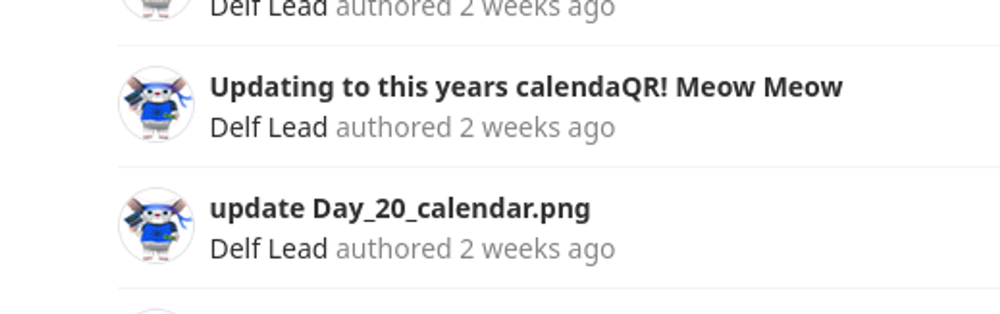 Delf Lead authored 2 weeks ago
Updating to this years calendaQR! Meow Meow
Delf Lead authored 2 weeks ago
update Day_20_calendar.png
Delf Lead authored 2 weeks ago